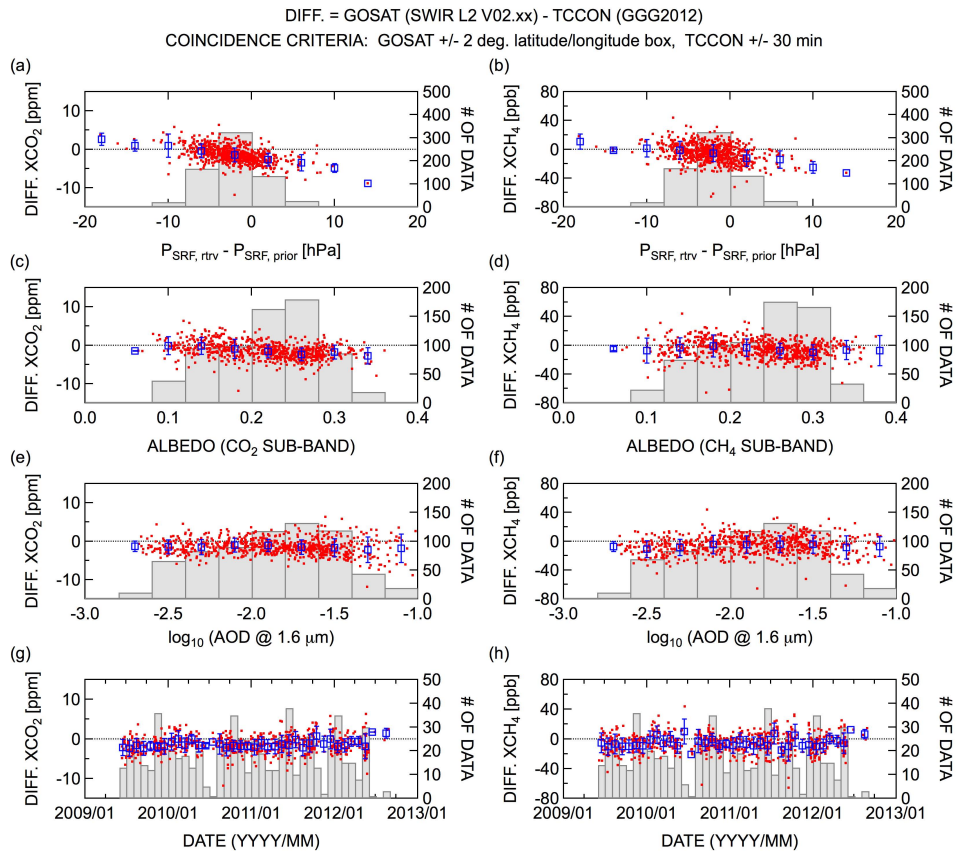 DIFF. = GOSAT (SWIR L2 V02.xx) - TCCON (GGG2012)
COINCIDENCE CRITERIA: GOSAT +/- 2 deg. latitude/longitude box, TCCON +/- 30 min
(a)
DIFF. XCO2 [ppm]
10
0
-10
500
400
300
200
100
0
# OF DATA
-20 -10 0 10 20
PSRF, rtrv - PSRF, prior [hPa]
(b)
DIFF. XCH4 [ppb]
80
40
0
-40
-80
500
400
300
200
100
0
# OF DATA
-20 -10 0 10 20
PSRF, rtrv - PSRF, prior [hPa]
(c)
DIFF. XCO2 [ppm]
10
0
-10
200
150
100
50
0
# OF DATA
0.0 0.1 0.2 0.3 0.4
ALBEDO (CO2 SUB-BAND)
(d)
DIFF. XCH4 [ppb]
80
40
0
-40
-80
200
150
100
50
0
# OF DATA
0.0 0.1 0.2 0.3 0.4
ALBEDO (CH4 SUB-BAND)
(e)
DIFF. XCO2 [ppm]
10
0
-10
200
150
100
50
0
# OF DATA
-3.0 -2.5 -2.0 -1.5 -1.0
log10 (AOD @ 1.6 μm)
(f)
DIFF. XCH4 [ppb]
80
40
0
-40
-80
200
150
100
50
0
# OF DATA
-3.0 -2.5 -2.0 -1.5 -1.0
log10 (AOD @ 1.6 μm)
(g)
DIFF. XCO2 [ppm]
10
0
-10
50
40
30
20
10
0
# OF DATA
2009/01 2010/01 2011/01 2012/01 2013/01
DATE (YYYY/MM)
(h)
DIFF. XCH4 [ppb]
80
40
0
-40
-80
50
40
30
20
10
0
# OF DATA
2009/01 2010/01 2011/01 2012/01 2013/01
DATE (YYYY/MM)